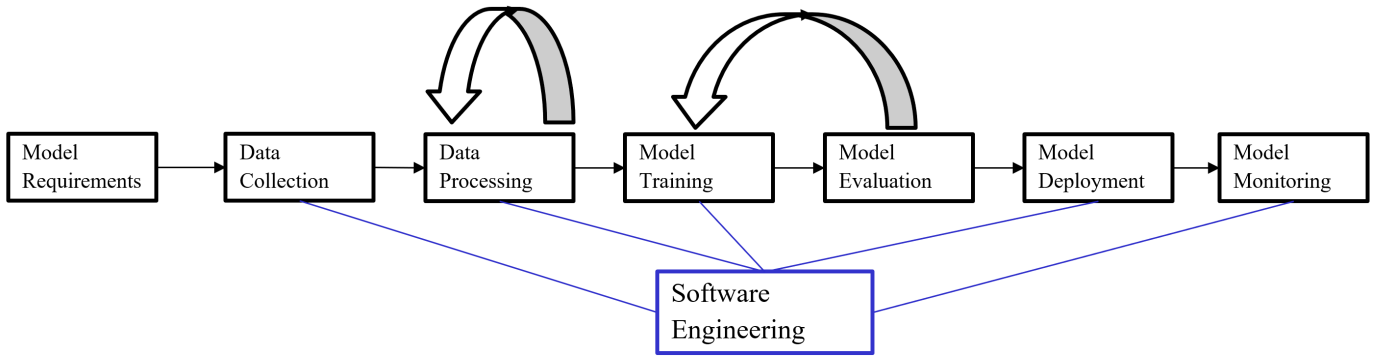 Model
Requirements
Data
Collection
Data
Processing
Model
Training
Model
Evaluation
Model
Deployment
Model
Monitoring
Software
Engineering